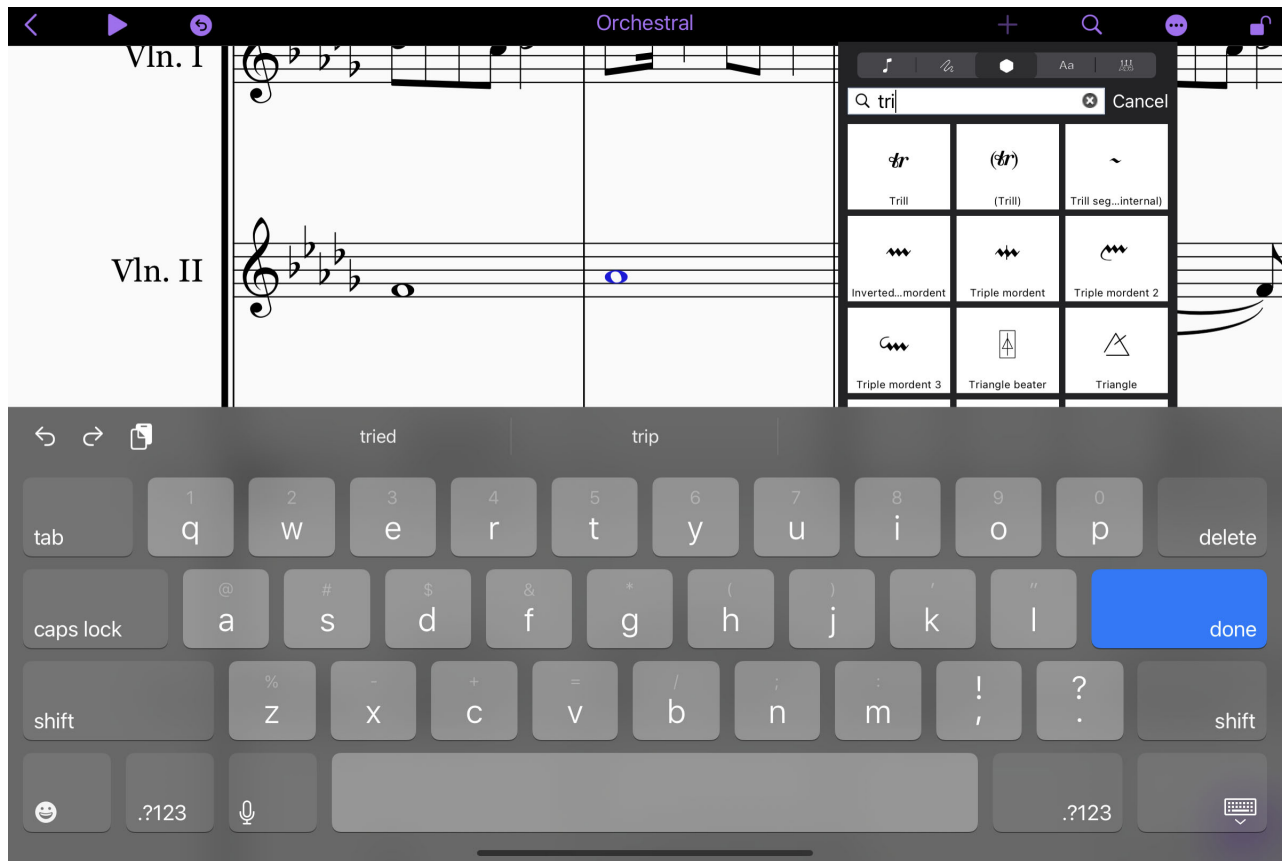 Orchestral
Vln. I
Aa
tri
Cancel
tr
(tr)
Trill
(Trill)
Trill seg...internal)
Vln. II
Inverted...mordent
Triple mordent
Triple mordent 2
Triple mordent 3
Triangle beater
Triangle
tried
trip
1 2 3 4 5 6 7 8 9 0
tab q w e r t y u i o p delete
@ # $ & * ( ) ' "
caps lock a s d f g h j k l done
% - + = / ; : ! ?
shift z x c v b n m , . shift
.?123
.?123